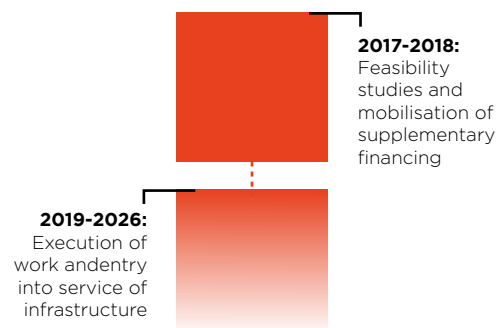 2017-2018:
Feasibility
studies and
mobilisation of
supplementary
financing
2019-2026:
Execution of
work andentry
into service of
infrastructure